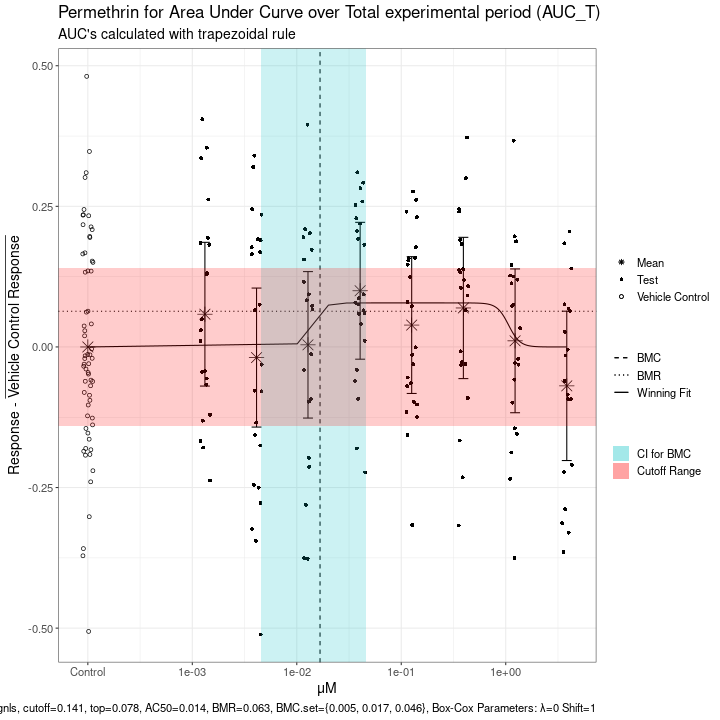 Permethrin for Area Under Curve over Total experimental period (AUC_T)
AUC's calculated with trapezoidal rule
Response - Vehicle Control Response
0.50
0.25
0.00
-0.25
-0.50
Control
1e-03
1e-02
1e-01
1e+00
μM
Mean
Test
Vehicle Control
BMC
BMR
Winning Fit
CI for BMC
Cutoff Range
gnls, cutoff=0.141, top=0.078, AC50=0.014, BMR=0.063, BMC.set={0.005, 0.017, 0.046}, Box-Cox Parameters: λ=0 Shift=1